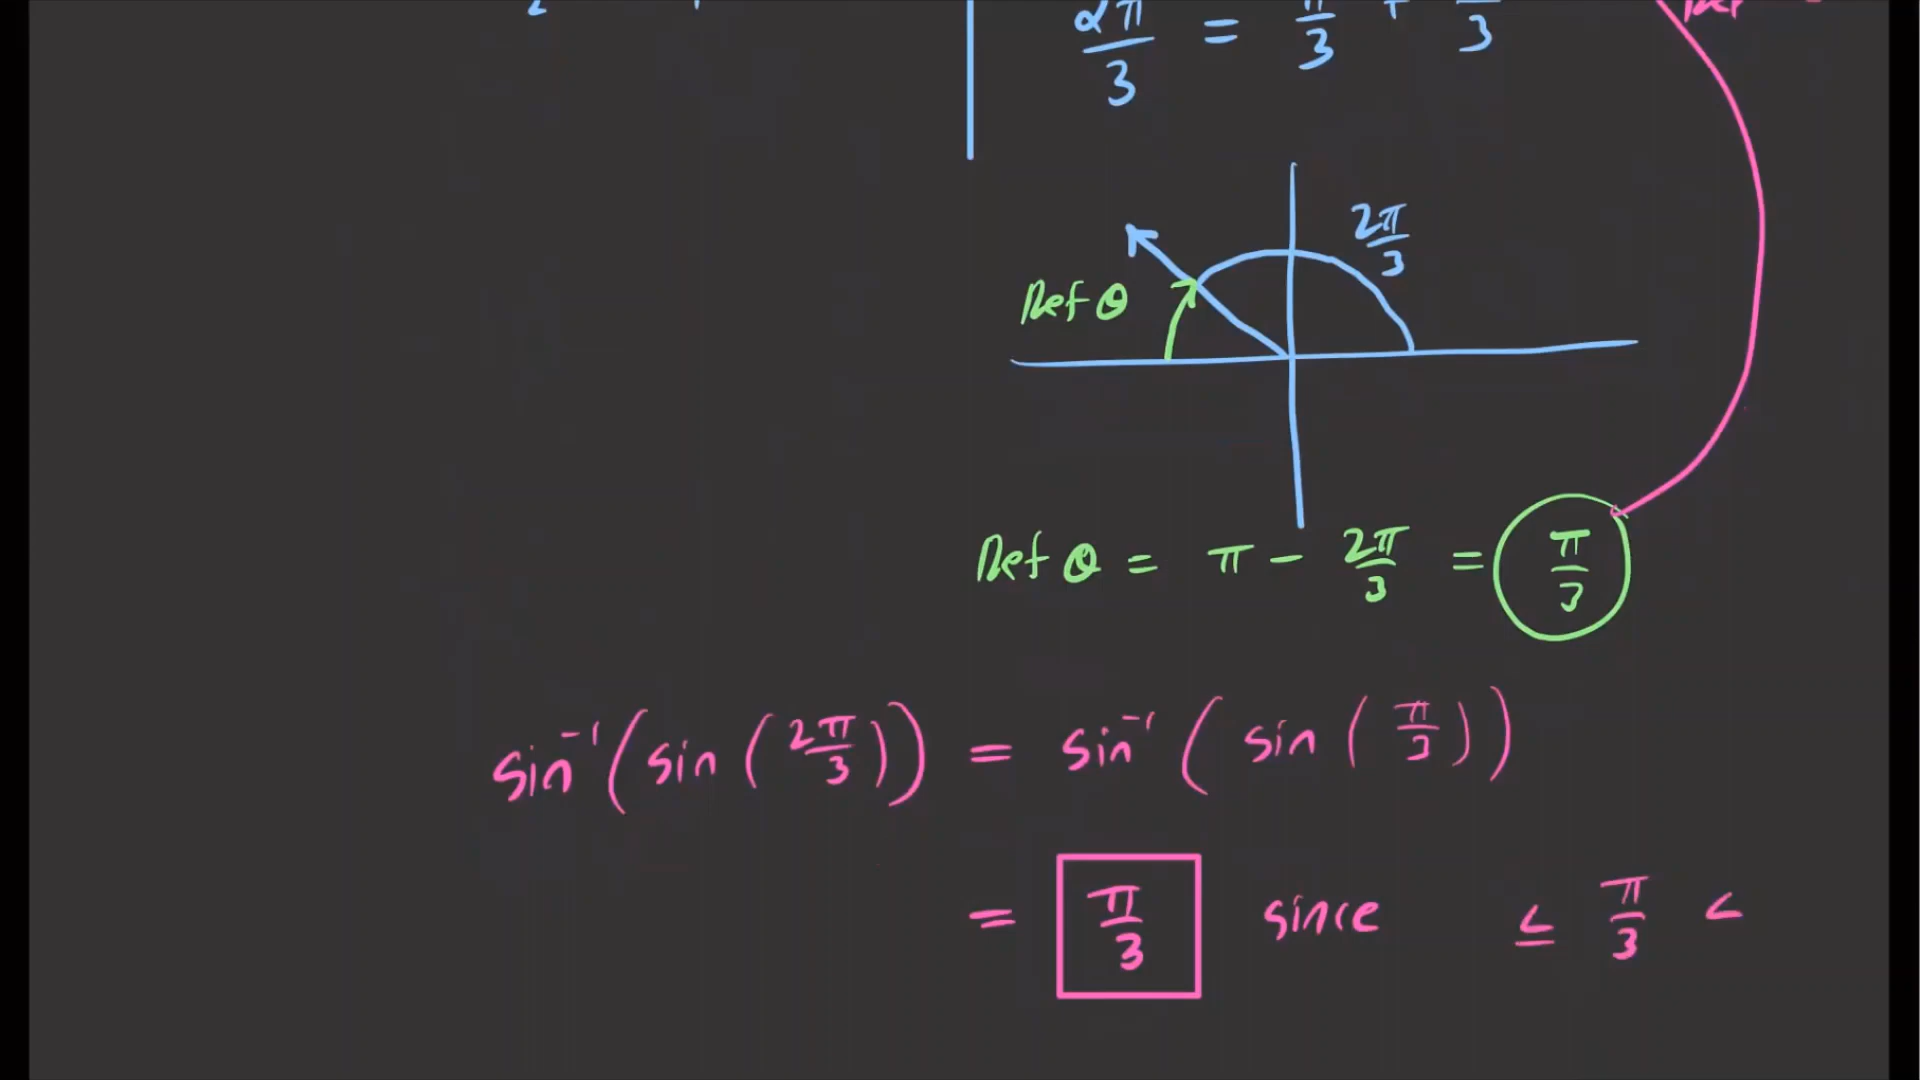 2π/3 = π/3 + π/3
2π/3
Ref θ
Ref θ = π - 2π/3 = π/3
sin⁻¹(sin(2π/3)) = sin⁻¹(sin(π/3))
= π/3 since ≤ π/3 <